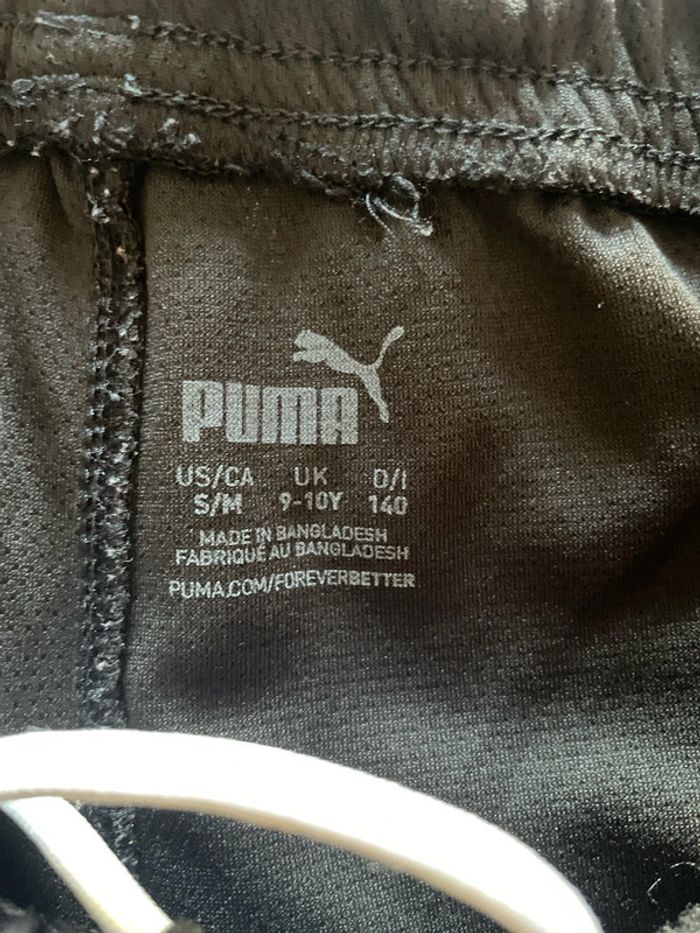 PUMA
US/CA UK D/I
S/M 9-10Y 140
MADE IN BANGLADESH
FABRIQUÉ AU BANGLADESH
PUMA.COM/FOREVERBETTER